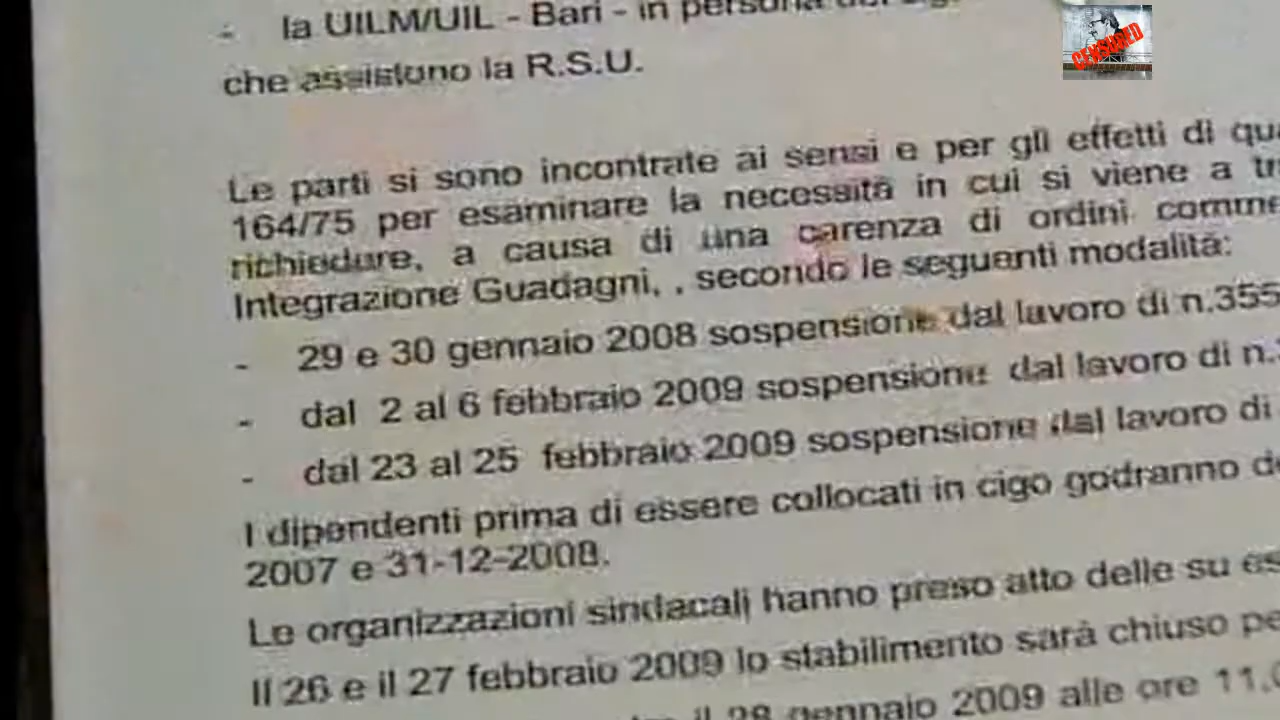 - la UILM/UIL - Bari - in persona
che assistono la R.S.U.
CENSURED
Le parti si sono incontrate ai sensi e per gli effetti di
164/75 per esaminare la necessità in cui si viene a
richiedere, a causa di una carenza di ordini
Integrazione Guadagni, , secondo le seguenti modalità:
- 29 e 30 gennaio 2008 sospensione dal lavoro di n.355
- dal 2 al 6 febbraio 2009 sospensione dal lavoro di n.
- dal 23 al 25 febbraio 2009 sospensione dal lavoro di
I dipendenti prima di essere collocati in cigo godranno
2007 e 31-12-2008.
Le organizzazioni sindacali hanno preso atto delle su
Il 26 e il 27 febbraio 2009 lo stabilimento sarà chiuso
il 28 gennaio 2009 alle ore 11.